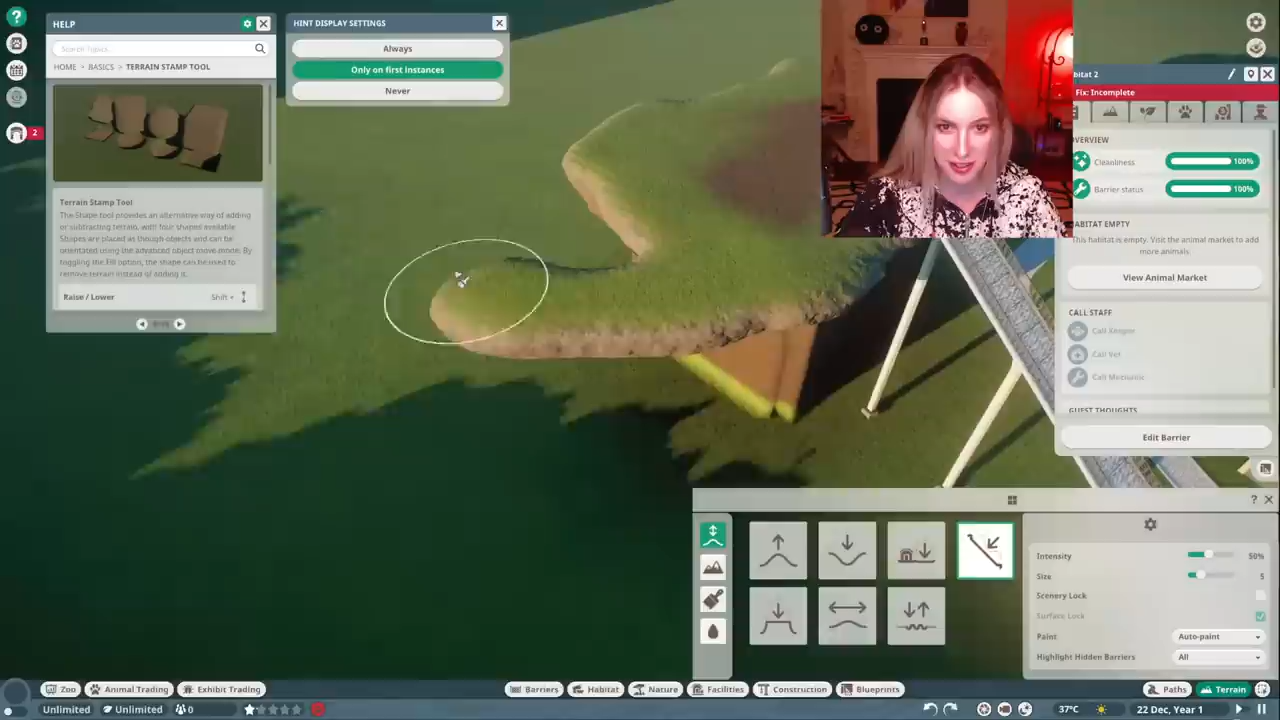 HELP
Search Topics...
HOME › BASICS › TERRAIN STAMP TOOL
Terrain Stamp Tool
The Shape tool provides an alternative way of adding
or subtracting terrain, with four shapes available
Shapes are placed as though objects and can be
orientated using the advanced object move mode. By
toggling the Fill option, the shape can be used to
remove terrain instead of adding it.
Raise / Lower
Shift +
HINT DISPLAY SETTINGS
Always
Only on first instances
Never
2
bitat 2
Fix: Incomplete
OVERVIEW
Cleanliness 100%
Barrier status 100%
HABITAT EMPTY
This habitat is empty. Visit the animal market to add
more animals.
View Animal Market
CALL STAFF
Call Keeper
Call Vet
Call Mechanic
GUEST THOUGHTS
Edit Barrier
?
Intensity 50%
Size 5
Scenery Lock
Surface Lock
Paint Auto-paint
Highlight Hidden Barriers All
Zoo
Animal Trading
Exhibit Trading
Barriers
Habitat
Nature
Facilities
Construction
Blueprints
Paths
Terrain
Unlimited
Unlimited
0
37°C
22 Dec, Year 1